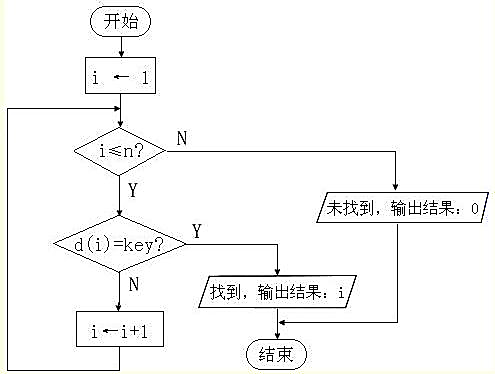 开始
i ← 1
i≤n?
N
Y
未找到，输出结果：0
d(i)=key?
Y
N
找到，输出结果：i
i←i+1
结束